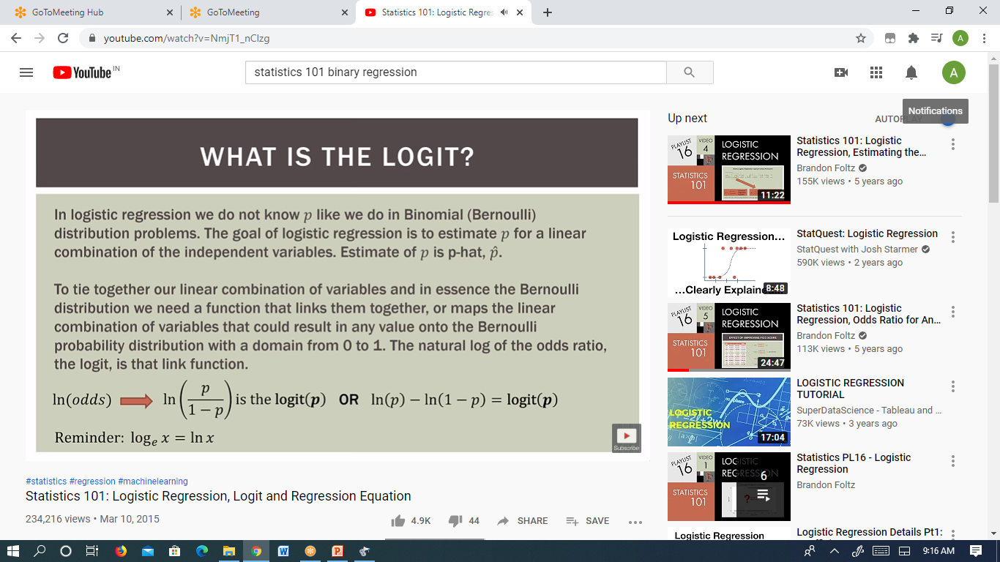 GoToMeeting Hub
GoToMeeting
Statistics 101: Logistic Regres
youtube.com/watch?v=NmjT1_nClzg
A
YouTube IN
statistics 101 binary regression
A
Notifications
WHAT IS THE LOGIT?
In logistic regression we do not know p like we do in Binomial (Bernoulli)
distribution problems. The goal of logistic regression is to estimate p for a linear
combination of the independent variables. Estimate of p is p-hat, p̂.
To tie together our linear combination of variables and in essence the Bernoulli
distribution we need a function that links them together, or maps the linear
combination of variables that could result in any value onto the Bernoulli
probability distribution with a domain from 0 to 1. The natural log of the odds ratio,
the logit, is that link function.
ln(odds) ln(p/(1 − p)) is the logit(p) OR ln(p) − ln(1 − p) = logit(p)
Reminder: logₑ x = ln x
Subscribe
#statistics #regression #machinelearning
Statistics 101: Logistic Regression, Logit and Regression Equation
234,216 views • Mar 10, 2015
4.9K 44 SHARE SAVE
Up next
AUTOPLAY
PLAYLIST 16 VIDEO 4
LOGISTIC REGRESSION
STATISTICS 101
11:22
Statistics 101: Logistic
Regression, Estimating the...
Brandon Foltz
155K views • 5 years ago
Logistic Regression...
...Clearly Explaine
8:48
StatQuest: Logistic Regression
StatQuest with Josh Starmer
590K views • 2 years ago
PLAYLIST 16 VIDEO 5
LOGISTIC REGRESSION
EFFECT OF IMPROVING FICO SCORE
STATISTICS 101
24:47
Statistics 101: Logistic
Regression, Odds Ratio for An...
Brandon Foltz
113K views • 5 years ago
LOGISTIC
REGRESSION
17:04
LOGISTIC REGRESSION
TUTORIAL
SuperDataScience - Tableau and ...
73K views • 3 years ago
PLAYLIST 16 VIDEO 1
LOGISTIC REGRESSION
STATISTICS 101
6
Statistics PL16 - Logistic
Regression
Brandon Foltz
Logistic Regression
Logistic Regression Details Pt1:
9:16 AM